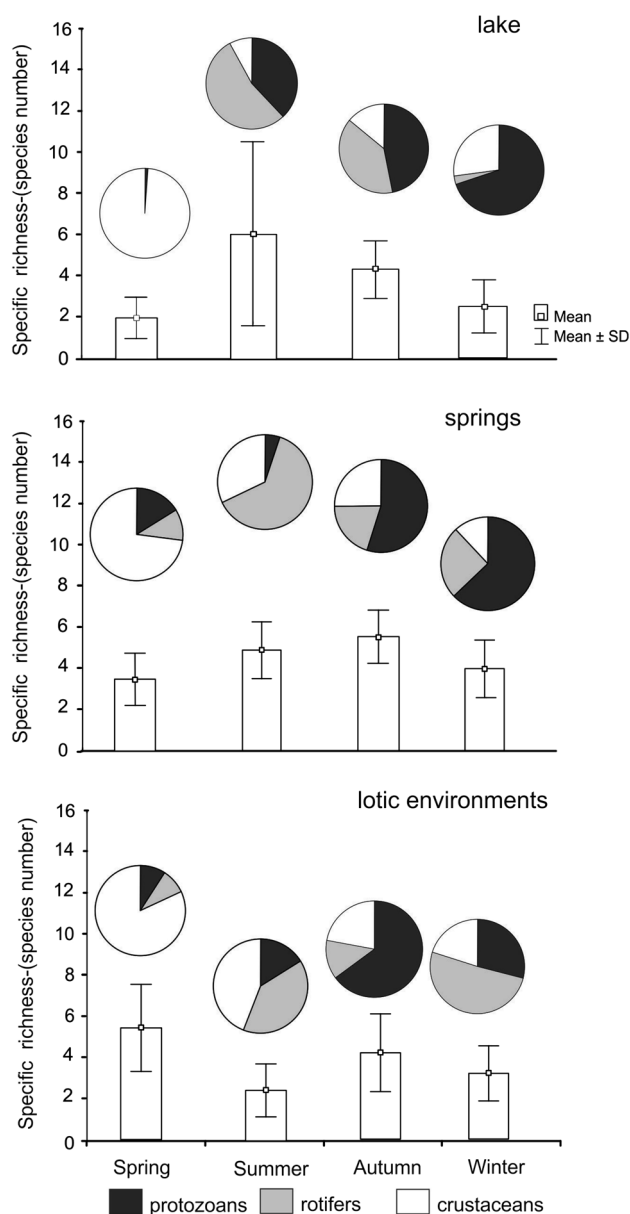 lake
Specific richness-(species number)
16
14
12
10
8
6
4
2
0
Mean
Mean ± SD
springs
Specific richness-(species number)
16
14
12
10
8
6
4
2
0
lotic environments
Specific richness-(species number)
16
14
12
10
8
6
4
2
0
Spring Summer Autumn Winter
protozoans rotifers crustaceans